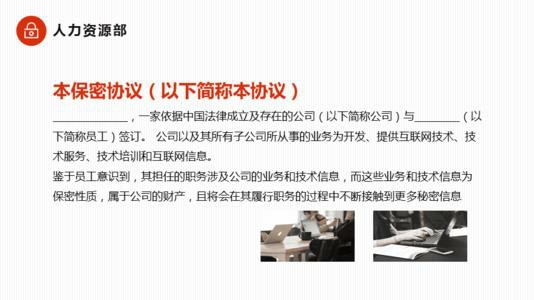 人力资源部
本保密协议（以下简称本协议）
______________，一家依据中国法律成立及存在的公司（以下简称公司）与________（以
下简称员工）签订。 公司以及其所有子公司所从事的业务为开发、提供互联网技术、技
术服务、技术培训和互联网信息。
鉴于员工意识到，其担任的职务涉及公司的业务和技术信息，而这些业务和技术信息为
保密性质，属于公司的财产，且将会在其履行职务的过程中不断接触到更多秘密信息